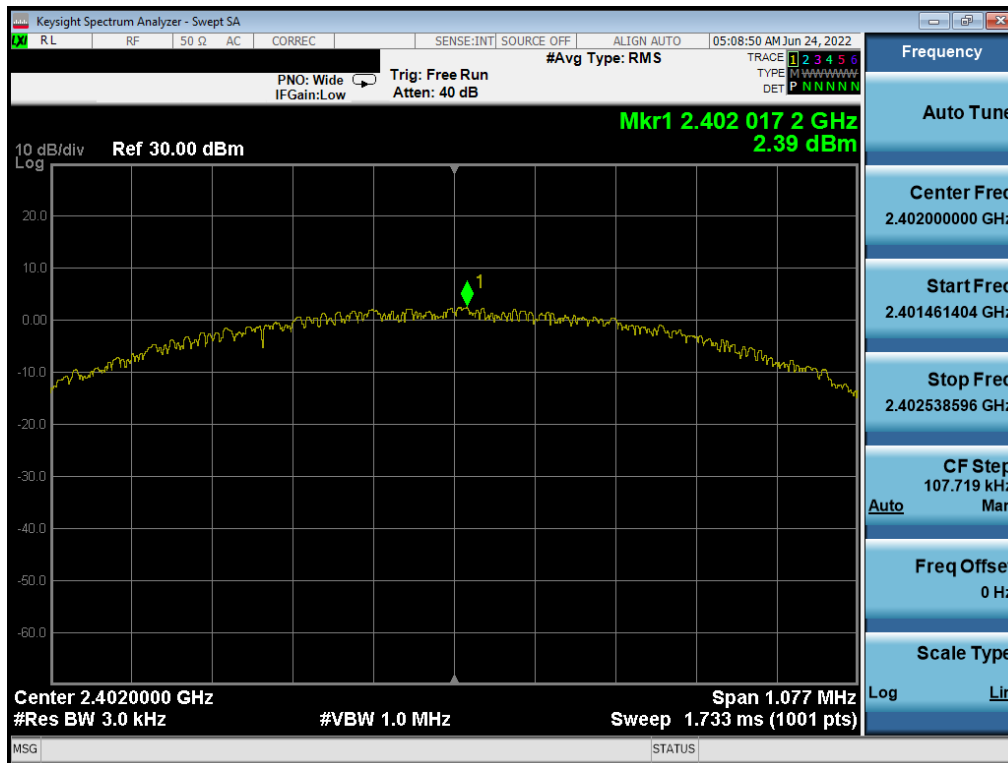 Keysight Spectrum Analyzer - Swept SA
LXI RL RF 50 Ω AC CORREC SENSE:INT SOURCE OFF ALIGN AUTO 05:08:50 AM Jun 24, 2022
#Avg Type: RMS
TRACE 1 2 3 4 5 6
TYPE M W W W W W
DET P N N N N N
PNO: Wide
IFGain:Low
Trig: Free Run
Atten: 40 dB
Mkr1 2.402 017 2 GHz
2.39 dBm
10 dB/div
Log
Ref 30.00 dBm
20.0
10.0
0.00
-10.0
-20.0
-30.0
-40.0
-50.0
-60.0
1
Center 2.4020000 GHz
Span 1.077 MHz
#Res BW 3.0 kHz
#VBW 1.0 MHz
Sweep 1.733 ms (1001 pts)
MSG
STATUS
Frequency
Auto Tune
Center Freq
2.402000000 GHz
Start Freq
2.401461404 GHz
Stop Freq
2.402538596 GHz
CF Step
107.719 kHz
Auto Man
Freq Offset
0 Hz
Scale Type
Log Lin